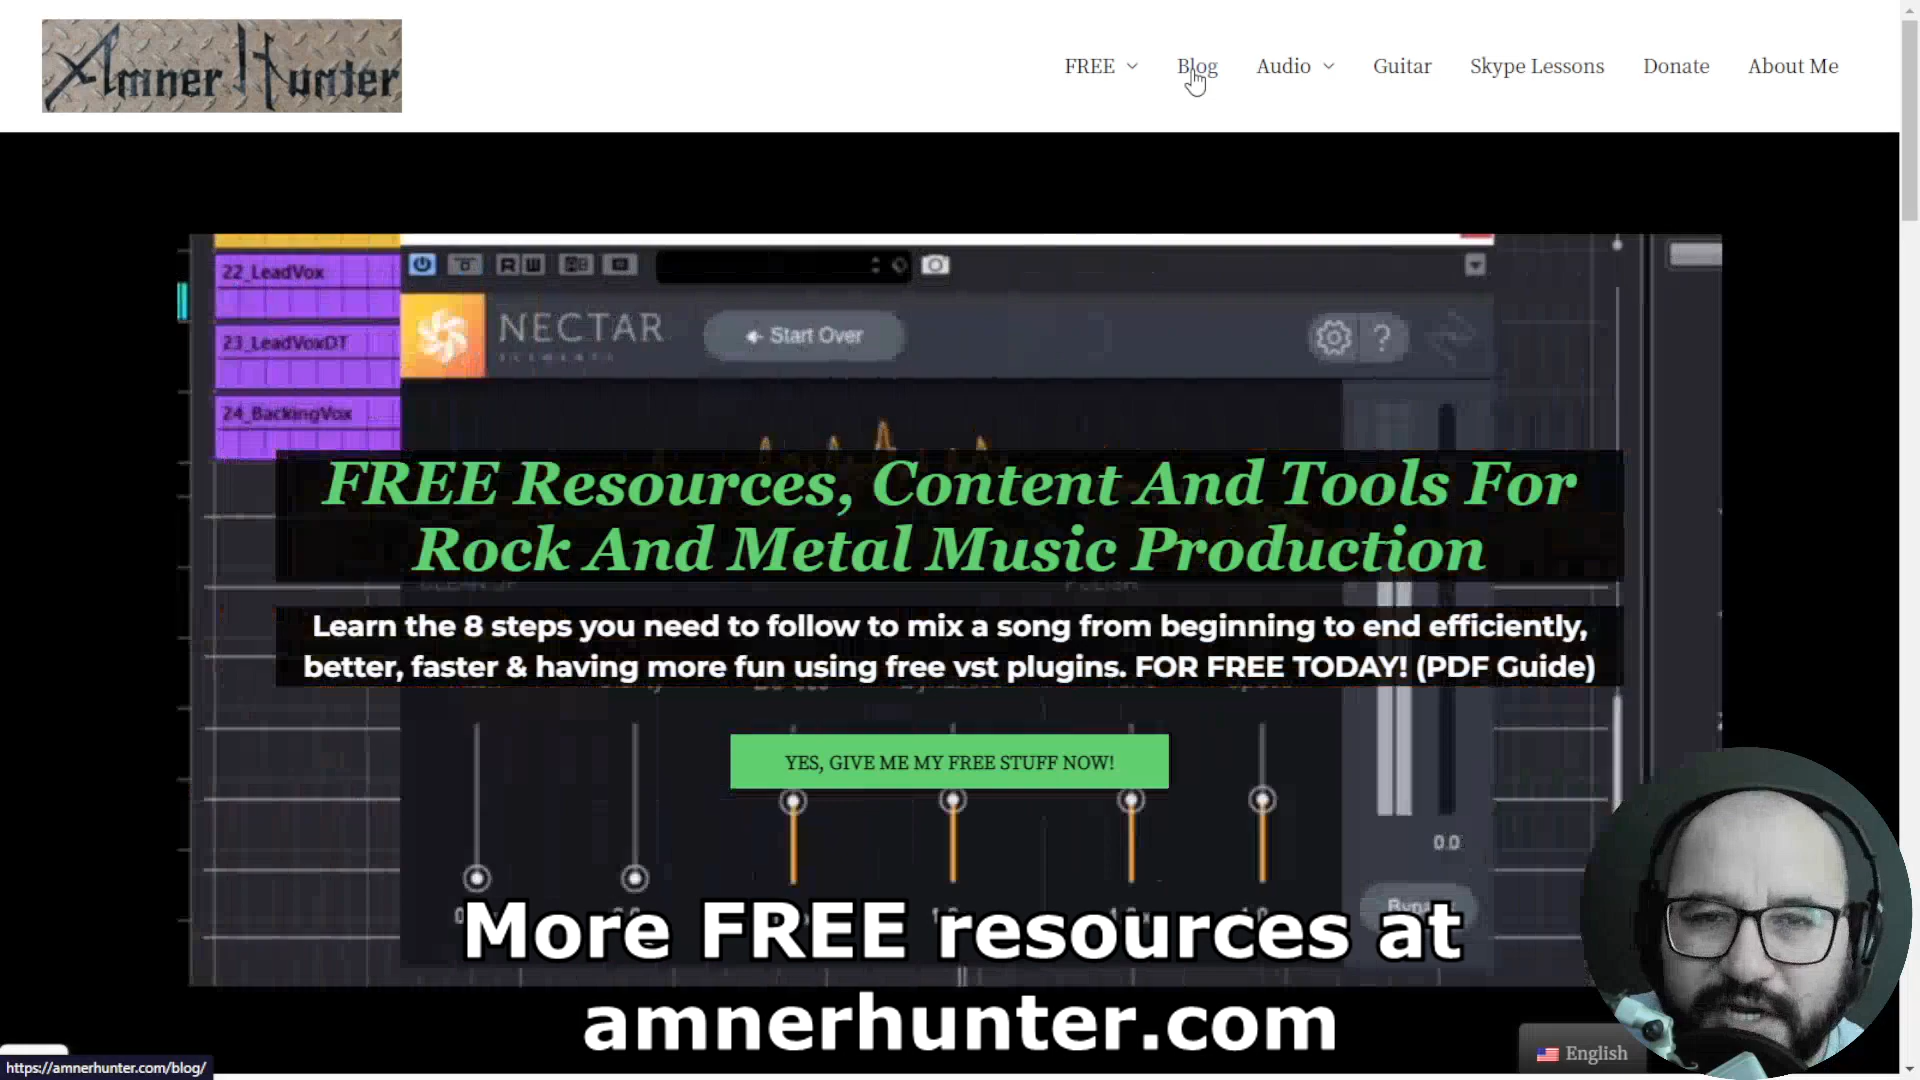 Amner Hunter
FREE
Blog
Audio
Guitar
Skype Lessons
Donate
About Me
22_LeadVox
R W
NECTAR
ELEMENTS
Start Over
?
23_LeadVoxDT
24_BackingVox
FREE Resources, Content And Tools For
Rock And Metal Music Production
Learn the 8 steps you need to follow to mix a song from beginning to end efficiently,
better, faster & having more fun using free vst plugins. FOR FREE TODAY! (PDF Guide)
YES, GIVE ME MY FREE STUFF NOW!
0.0
More FREE resources at
amnerhunter.com
English
https://amnerhunter.com/blog/